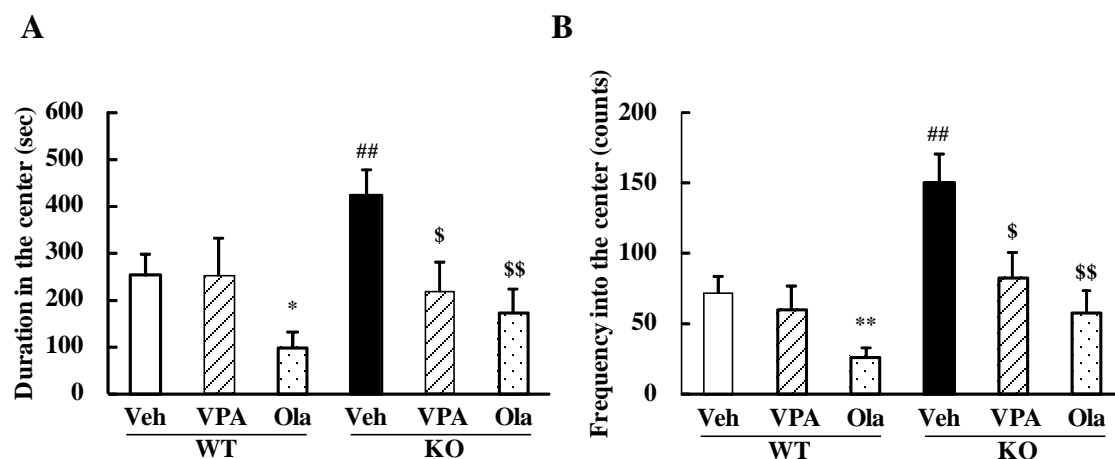 A
Duration in the center (sec)
600
500
400
300
200
100
0
*
##
$
$$
Veh VPA Ola Veh VPA Ola
WT KO
B
Frequency into the center (counts)
200
150
100
50
0
**
##
$
$$
Veh VPA Ola Veh VPA Ola
WT KO